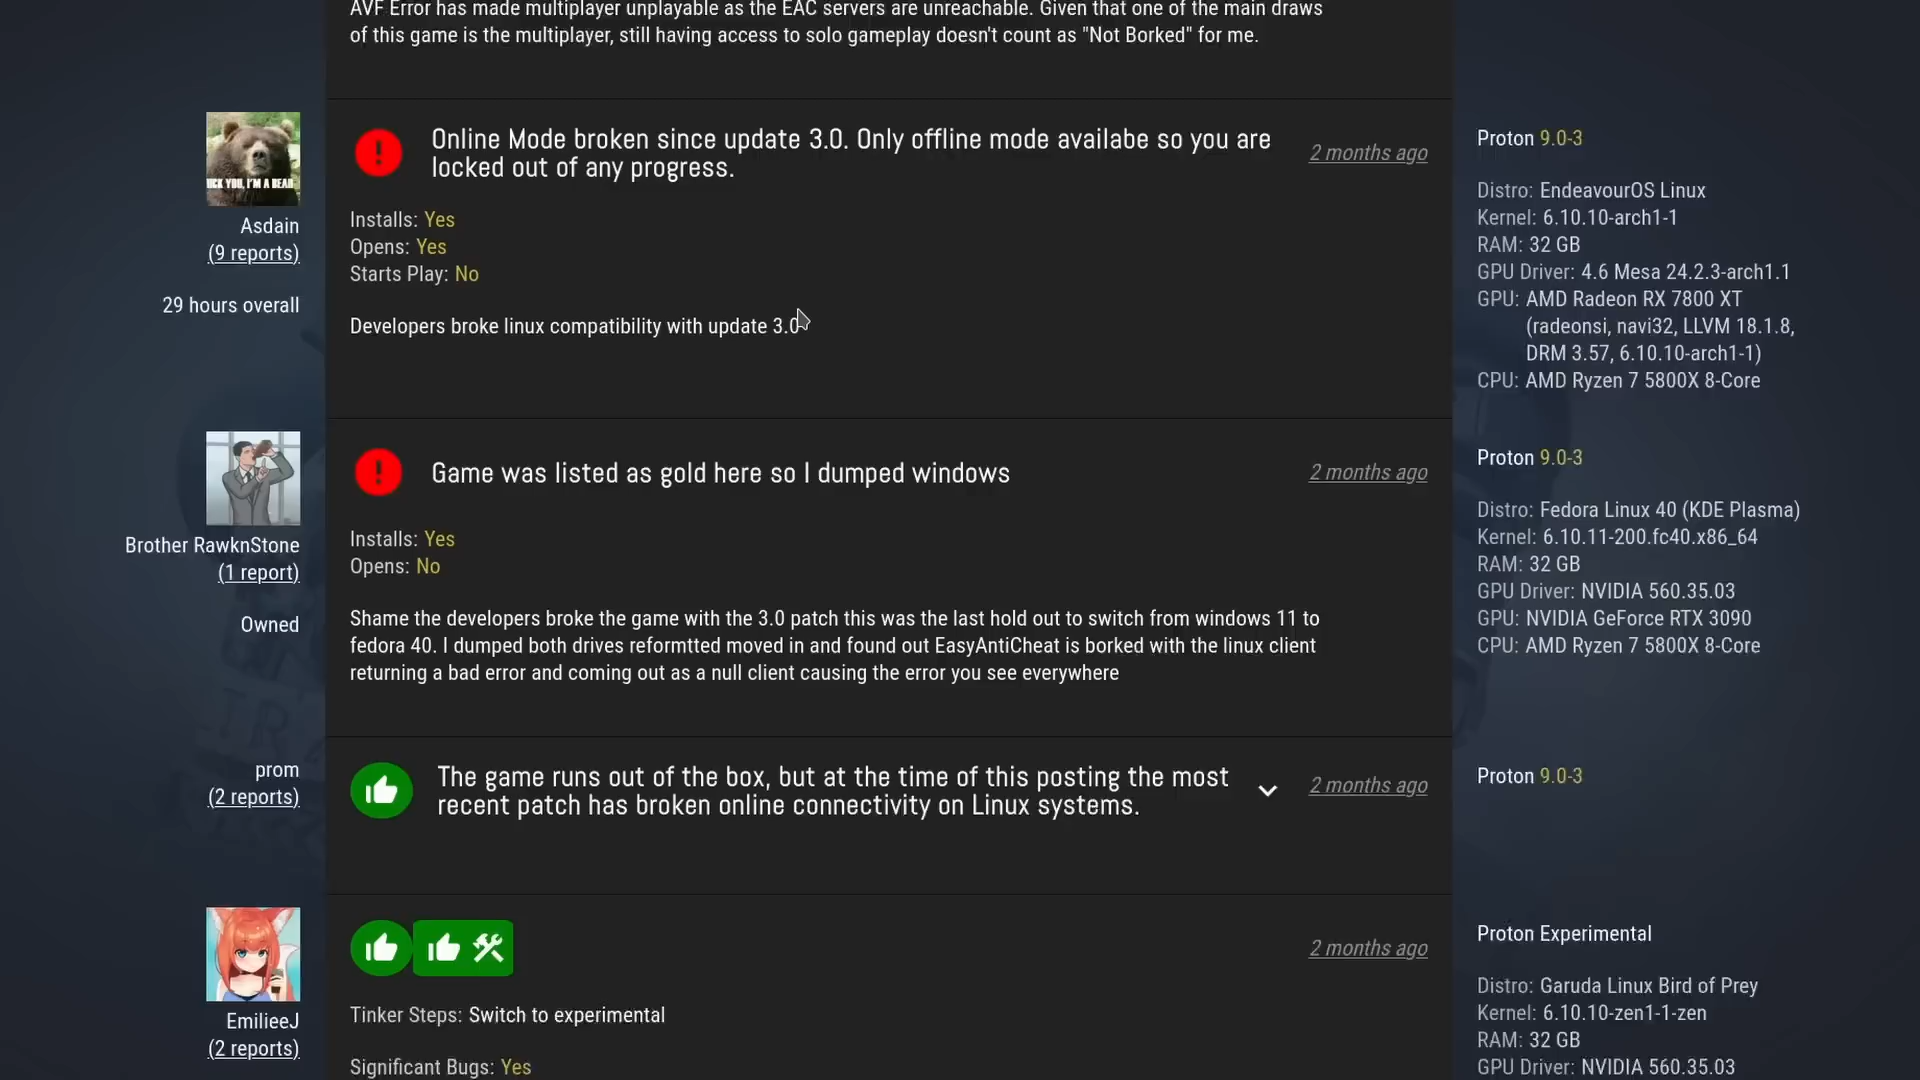 AVF Error has made multiplayer unplayable as the EAC servers are unreachable. Given that one of the main draws
of this game is the multiplayer, still having access to solo gameplay doesn't count as "Not Borked" for me.
UCK YOU, I'M A BEAR
Asdain
(9 reports)
29 hours overall
Online Mode broken since update 3.0. Only offline mode availabe so you are
locked out of any progress.
2 months ago
Installs: Yes
Opens: Yes
Starts Play: No
Developers broke linux compatibility with update 3.0
Proton 9.0-3
Distro: EndeavourOS Linux
Kernel: 6.10.10-arch1-1
RAM: 32 GB
GPU Driver: 4.6 Mesa 24.2.3-arch1.1
GPU: AMD Radeon RX 7800 XT
(radeonsi, navi32, LLVM 18.1.8,
DRM 3.57, 6.10.10-arch1-1)
CPU: AMD Ryzen 7 5800X 8-Core
Brother RawknStone
(1 report)
Owned
Game was listed as gold here so I dumped windows
2 months ago
Installs: Yes
Opens: No
Shame the developers broke the game with the 3.0 patch this was the last hold out to switch from windows 11 to
fedora 40. I dumped both drives reformtted moved in and found out EasyAntiCheat is borked with the linux client
returning a bad error and coming out as a null client causing the error you see everywhere
Proton 9.0-3
Distro: Fedora Linux 40 (KDE Plasma)
Kernel: 6.10.11-200.fc40.x86_64
RAM: 32 GB
GPU Driver: NVIDIA 560.35.03
GPU: NVIDIA GeForce RTX 3090
CPU: AMD Ryzen 7 5800X 8-Core
prom
(2 reports)
The game runs out of the box, but at the time of this posting the most
recent patch has broken online connectivity on Linux systems.
2 months ago
Proton 9.0-3
EmilieeJ
(2 reports)
2 months ago
Tinker Steps: Switch to experimental
Significant Bugs: Yes
Proton Experimental
Distro: Garuda Linux Bird of Prey
Kernel: 6.10.10-zen1-1-zen
RAM: 32 GB
GPU Driver: NVIDIA 560.35.03